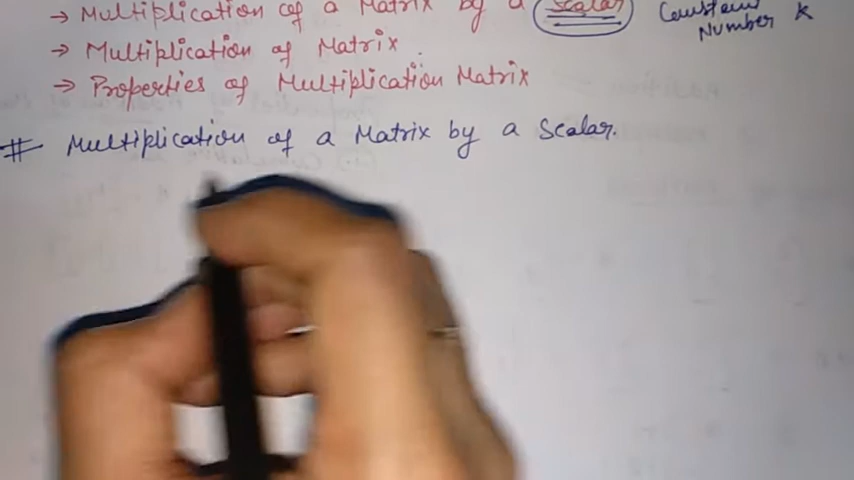 → Multiplication of a Matrix by a Scalar Constant
Number K
→ Multiplication of Matrix
→ Properties of Multiplication Matrix
# Multiplication of a Matrix by a Scalar.